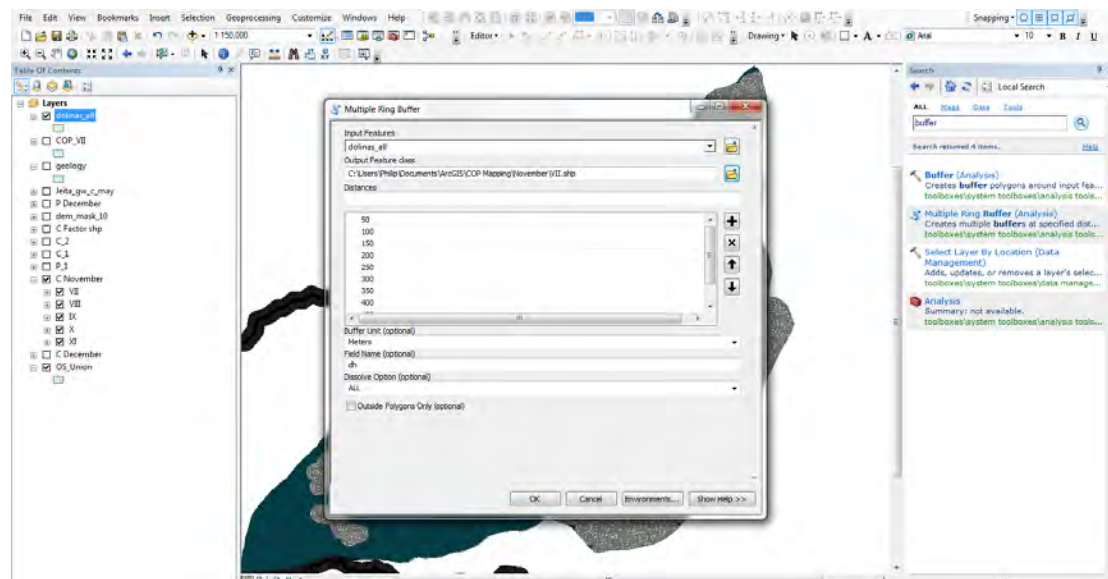 File Edit View Bookmarks Insert Selection Geoprocessing Customize Windows Help
Snapping
1:150,000
Editor
Drawing
A
Arial
10
B I U
Table Of Contents
Layers
dolinas_all
COP_VII
geology
Jeita_gw_c_may
P December
dem_mask_10
C Factor shp
C_2
C_1
P_1
C November
VII
VIII
IX
X
XI
C December
OS_Union
Multiple Ring Buffer
Input Features
dolinas_all
Output Feature class
C:\Users\Philip\Documents\ArcGIS\COP Mapping\November\VII.shp
Distances
50
100
150
200
250
300
350
400
Buffer Unit (optional)
Meters
Field Name (optional)
dh
Dissolve Option (optional)
ALL
Outside Polygons Only (optional)
OK Cancel Environments... Show Help >>
Search
Local Search
ALL Maps Data Tools
buffer
Search returned 4 items. Help
Buffer (Analysis)
Creates buffer polygons around input fea...
toolboxes\system toolboxes\analysis tools...
Multiple Ring Buffer (Analysis)
Creates multiple buffers at specified dist...
toolboxes\system toolboxes\analysis tools...
Select Layer By Location (Data
Management)
Adds, updates, or removes a layer's selec...
toolboxes\system toolboxes\data manage...
Analysis
Summary: not available.
toolboxes\system toolboxes\analysis tools...